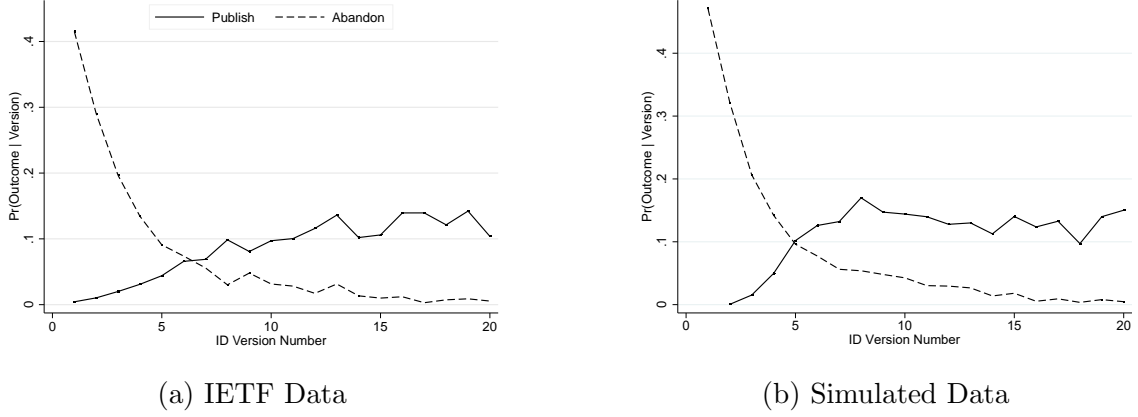 Publish Abandon
Pr(Outcome | Version)
.4
.3
.2
.1
0
0 5 10 15 20
ID Version Number
(a) IETF Data
Pr(Outcome | Version)
.4
.3
.2
.1
0
0 5 10 15 20
ID Version Number
(b) Simulated Data